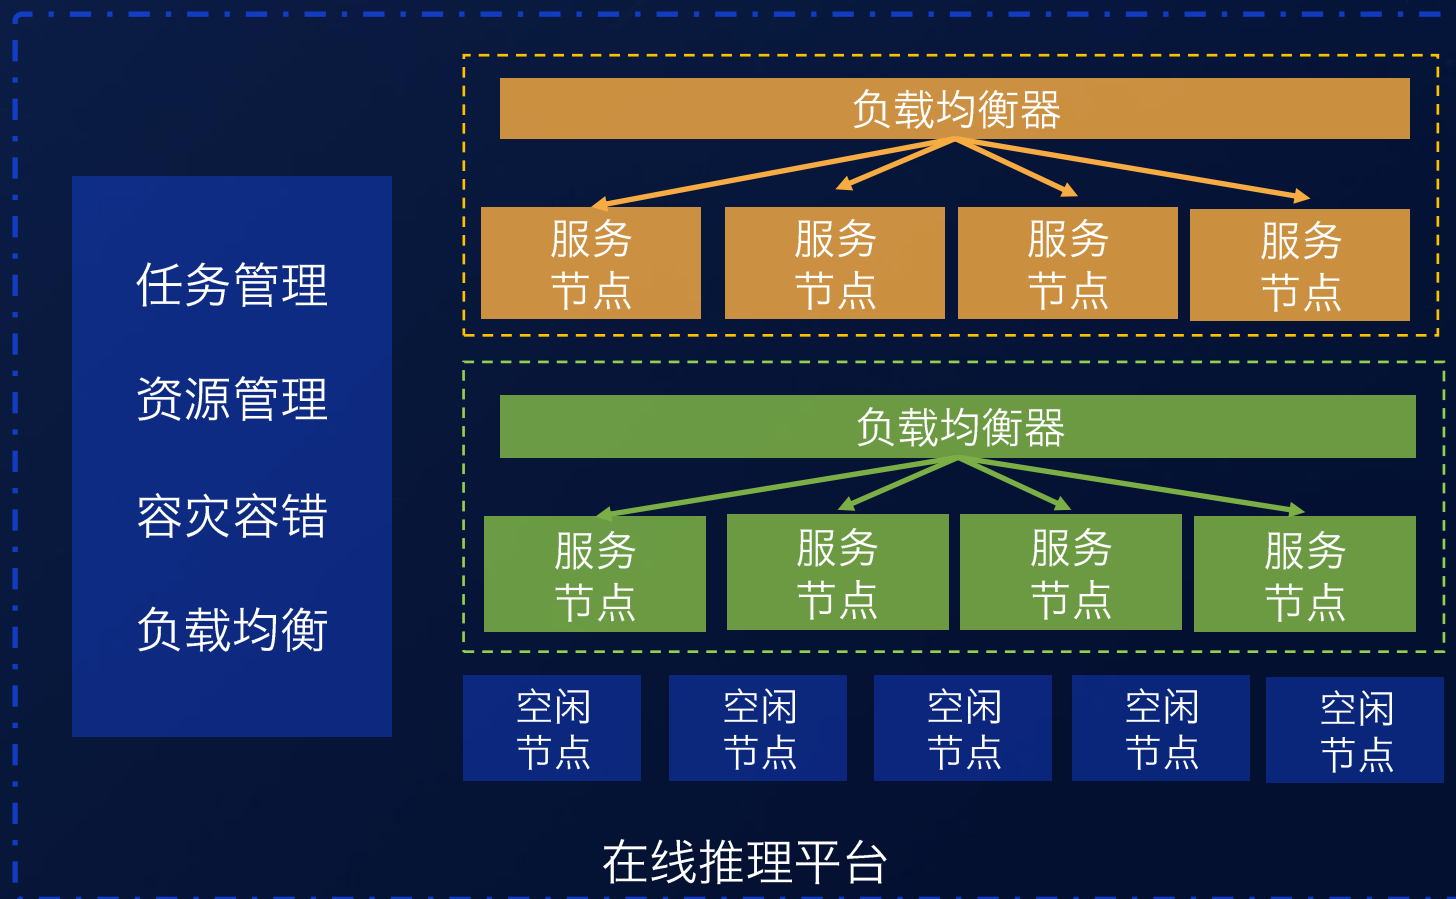 任务管理
资源管理
容灾容错
负载均衡
负载均衡器
服务
节点
服务
节点
服务
节点
服务
节点
负载均衡器
服务
节点
服务
节点
服务
节点
服务
节点
空闲
节点
空闲
节点
空闲
节点
空闲
节点
空闲
节点
在线推理平台